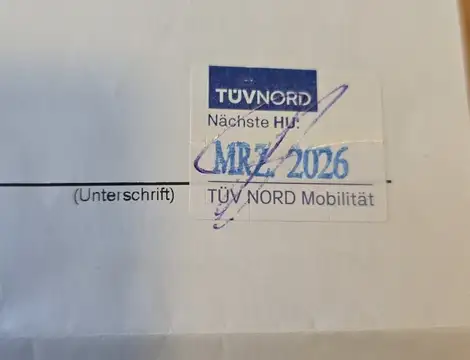 TÜVNORD
Nächste HU:
MRZ. 2026
(Unterschrift)
TÜV NORD Mobilität